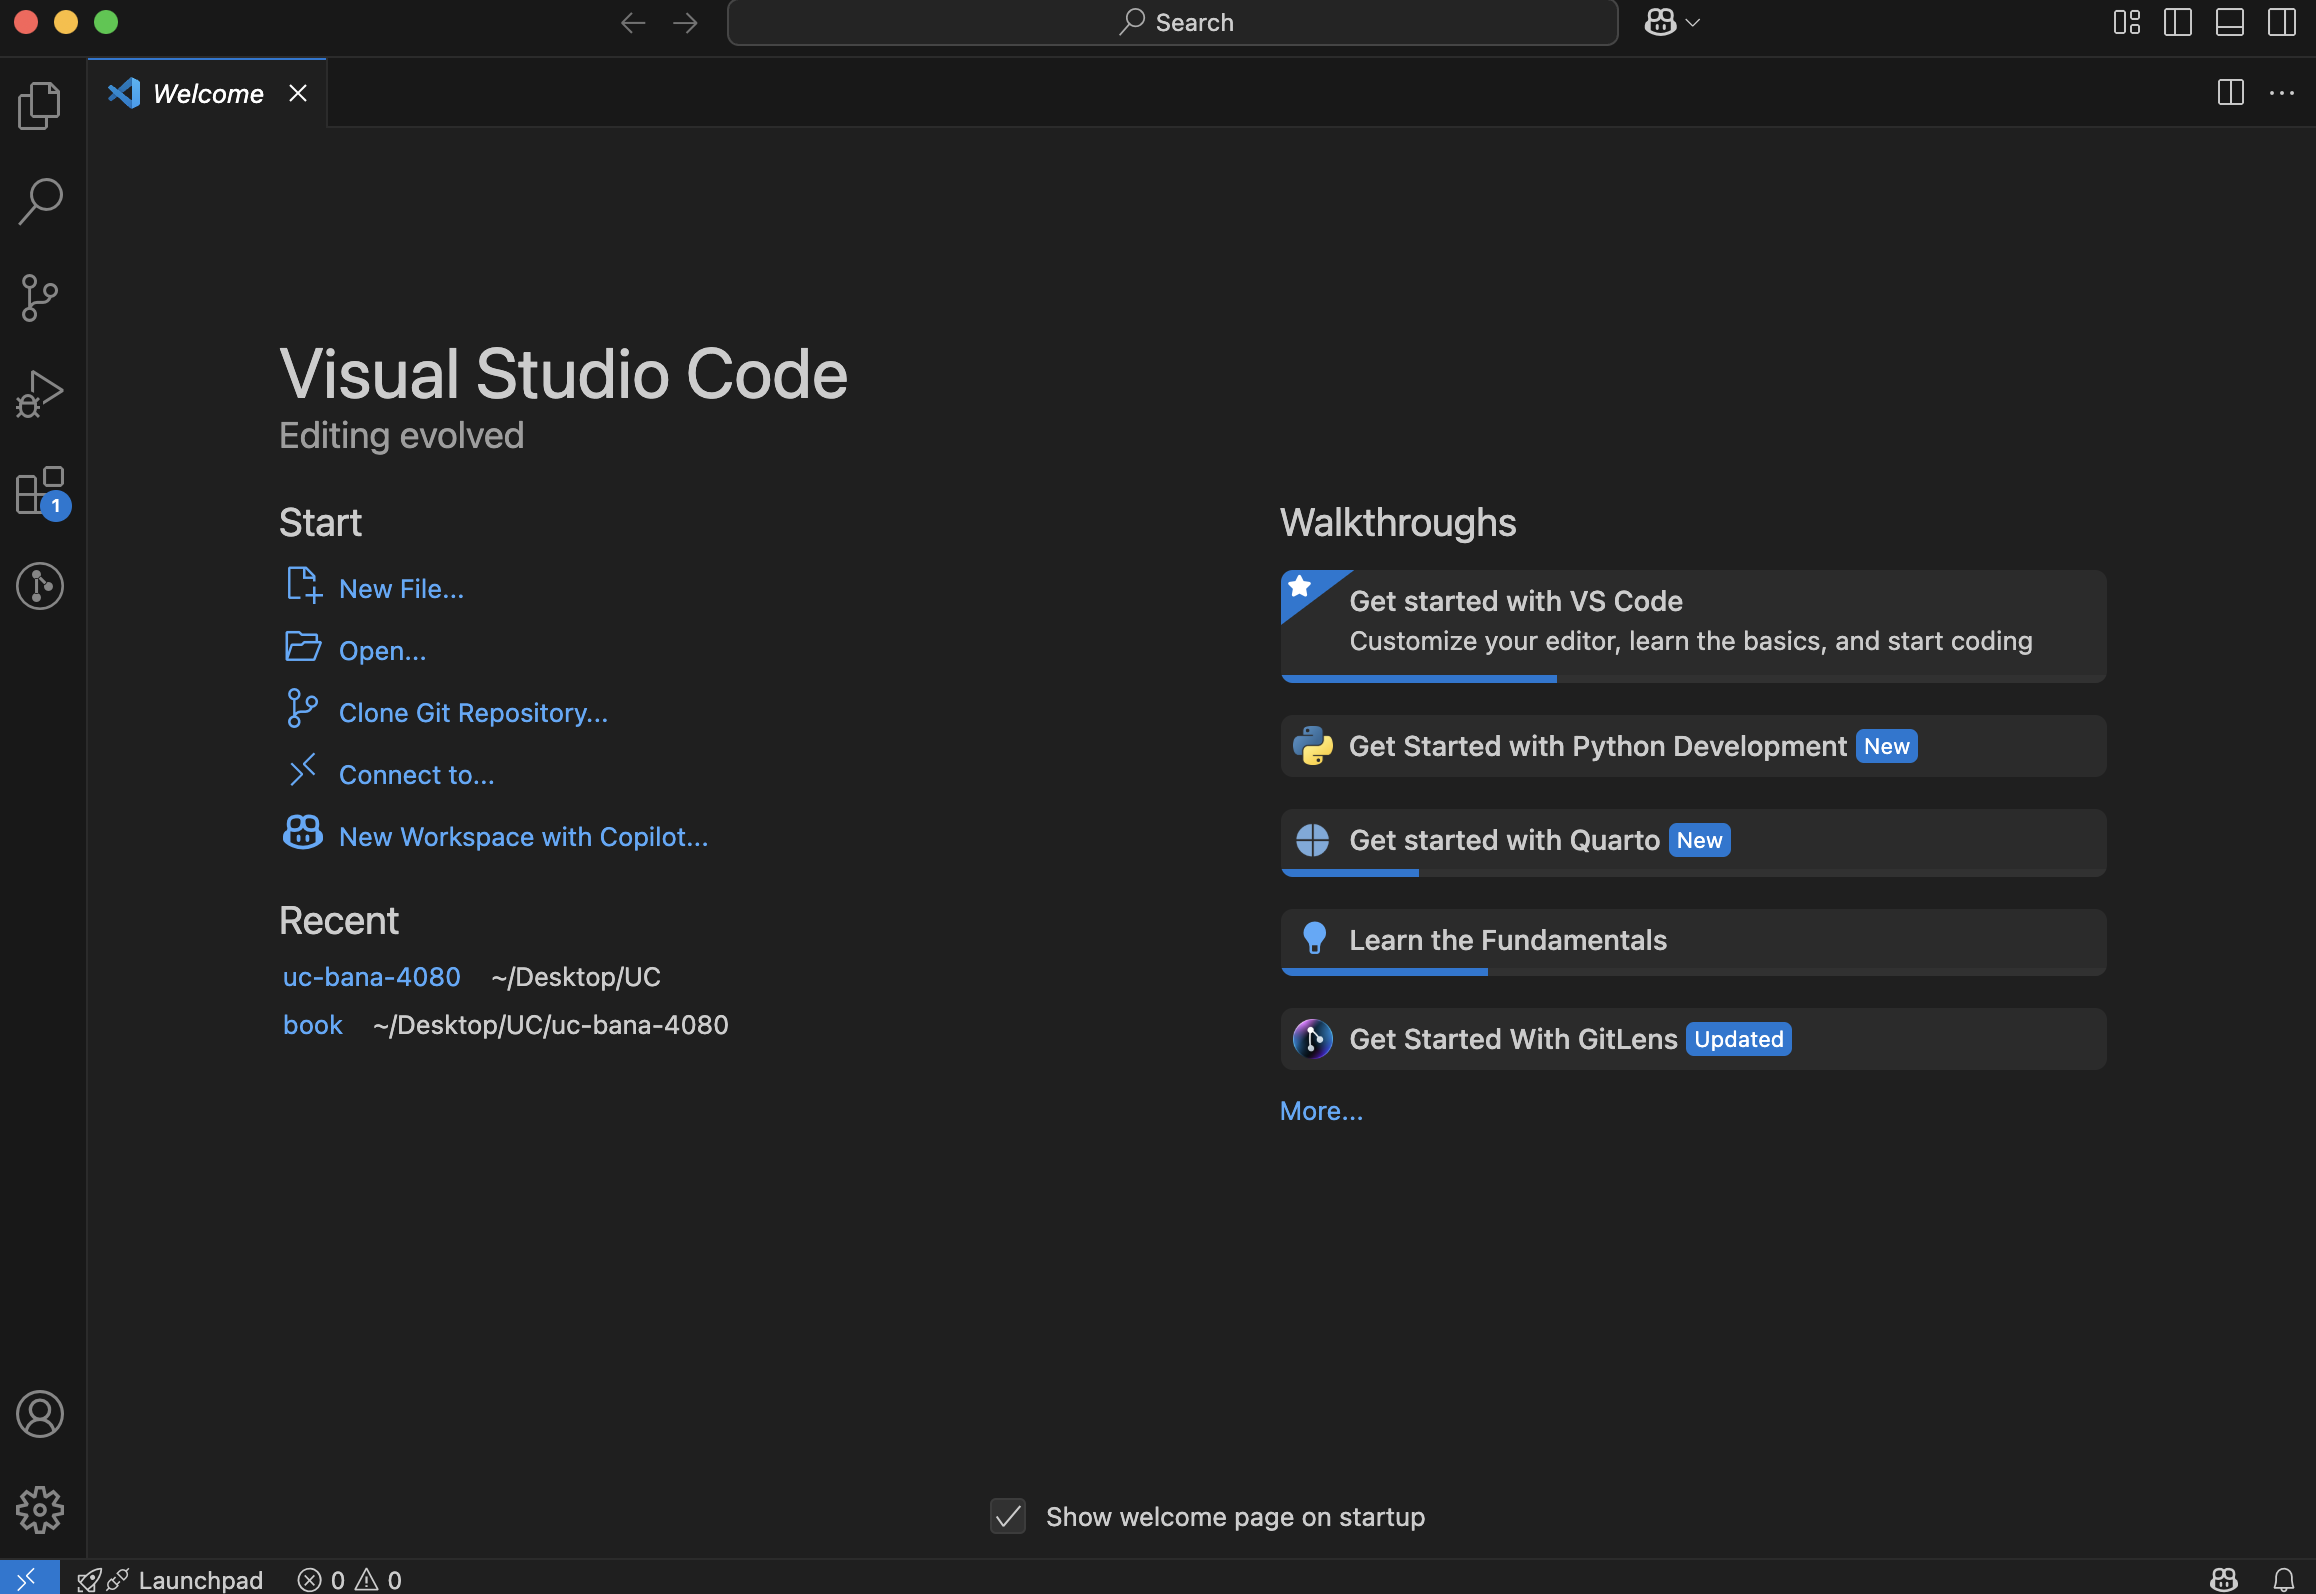 Search
Welcome
Visual Studio Code
Editing evolved
Start
New File...
Open...
Clone Git Repository...
Connect to...
New Workspace with Copilot...
Recent
uc-bana-4080 ~/Desktop/UC
book ~/Desktop/UC/uc-bana-4080
Walkthroughs
Get started with VS Code
Customize your editor, learn the basics, and start coding
Get Started with Python Development New
Get started with Quarto New
Learn the Fundamentals
Get Started With GitLens Updated
More...
1
Show welcome page on startup
Launchpad 0 0